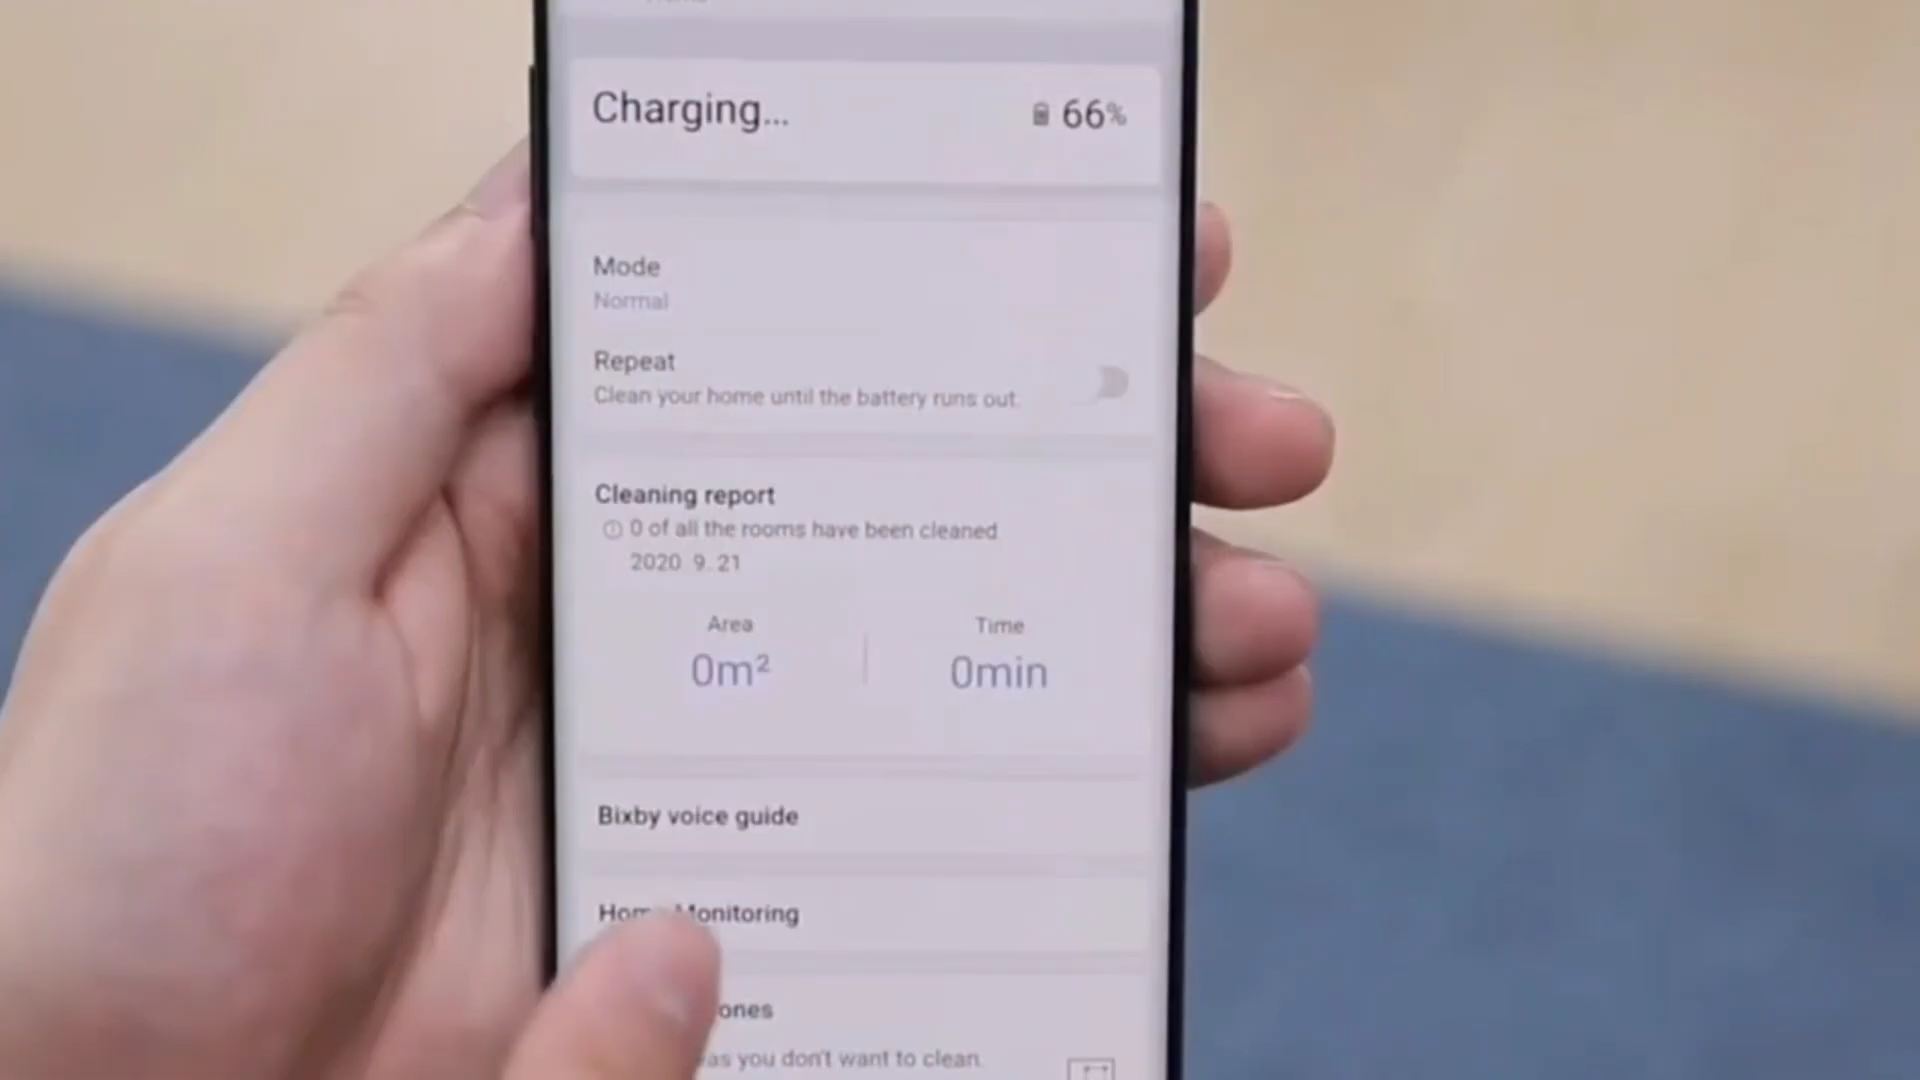 Charging...
66%
Mode
Normal
Repeat
Clean your home until the battery runs out.
Cleaning report
0 of all the rooms have been cleaned
2020. 9. 21
Area
Time
0m²
0min
Bixby voice guide
Monitoring
you don't want to clean.